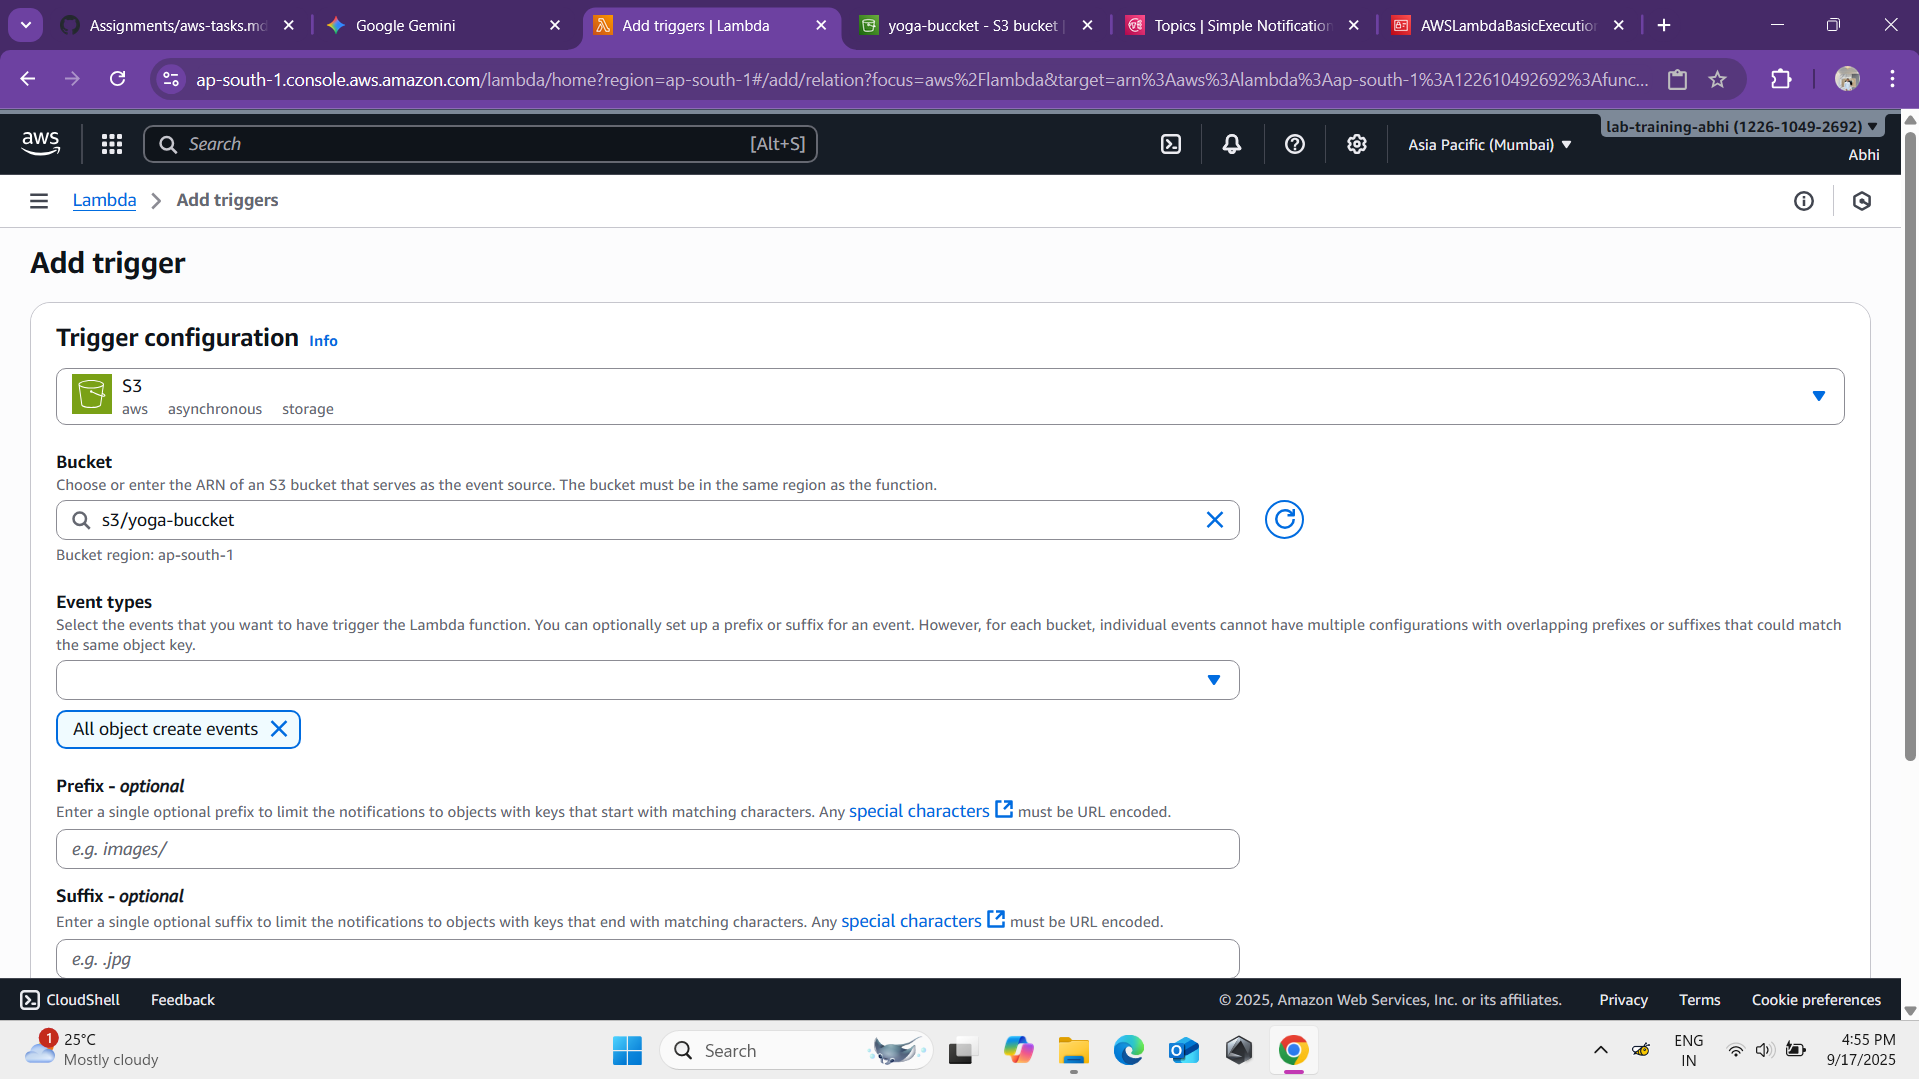 Assignments/aws-tasks.md
Google Gemini
Add triggers | Lambda
yoga-buccket - S3 bucket |
Topics | Simple Notification
AWSLambdaBasicExecution
ap-south-1.console.aws.amazon.com/lambda/home?region=ap-south-1#/add/relation?focus=aws%2Flambda&target=arn%3Aaws%3Alambda%3Aap-south-1%3A122610492692%3Afunc...
aws
Search
[Alt+S]
Asia Pacific (Mumbai)
lab-training-abhi (1226-1049-2692)
Abhi
Lambda
Add triggers
Add trigger
Trigger configuration Info
S3
aws asynchronous storage
Bucket
Choose or enter the ARN of an S3 bucket that serves as the event source. The bucket must be in the same region as the function.
s3/yoga-buccket
Bucket region: ap-south-1
Event types
Select the events that you want to have trigger the Lambda function. You can optionally set up a prefix or suffix for an event. However, for each bucket, individual events cannot have multiple configurations with overlapping prefixes or suffixes that could match
the same object key.
All object create events
Prefix - optional
Enter a single optional prefix to limit the notifications to objects with keys that start with matching characters. Any special characters must be URL encoded.
e.g. images/
Suffix - optional
Enter a single optional suffix to limit the notifications to objects with keys that end with matching characters. Any special characters must be URL encoded.
e.g. .jpg
CloudShell
Feedback
© 2025, Amazon Web Services, Inc. or its affiliates.
Privacy
Terms
Cookie preferences
1
25°C
Mostly cloudy
Search
ENG
IN
4:55 PM
9/17/2025